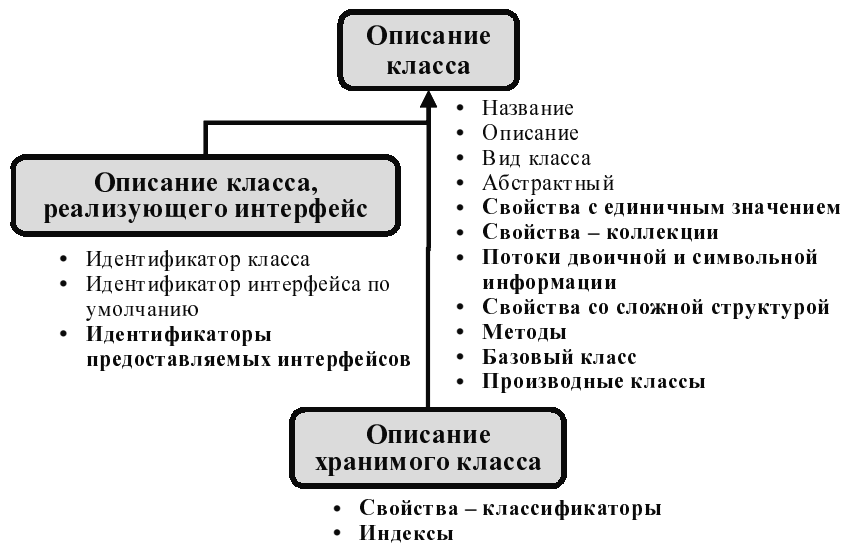 Описание
класса
• Название
• Описание
• Вид класса
• Абстрактный
• Свойства с единичным значением
• Свойства – коллекции
• Потоки двоичной и символьной
информации
• Свойства со сложной структурой
• Методы
• Базовый класс
• Производные классы
Описание класса,
реализующего интерфейс
• Идентификатор класса
• Идентификатор интерфейса по
умолчанию
• Идентификаторы
предоставляемых интерфейсов
Описание
хранимого класса
• Свойства – классификаторы
• Индексы